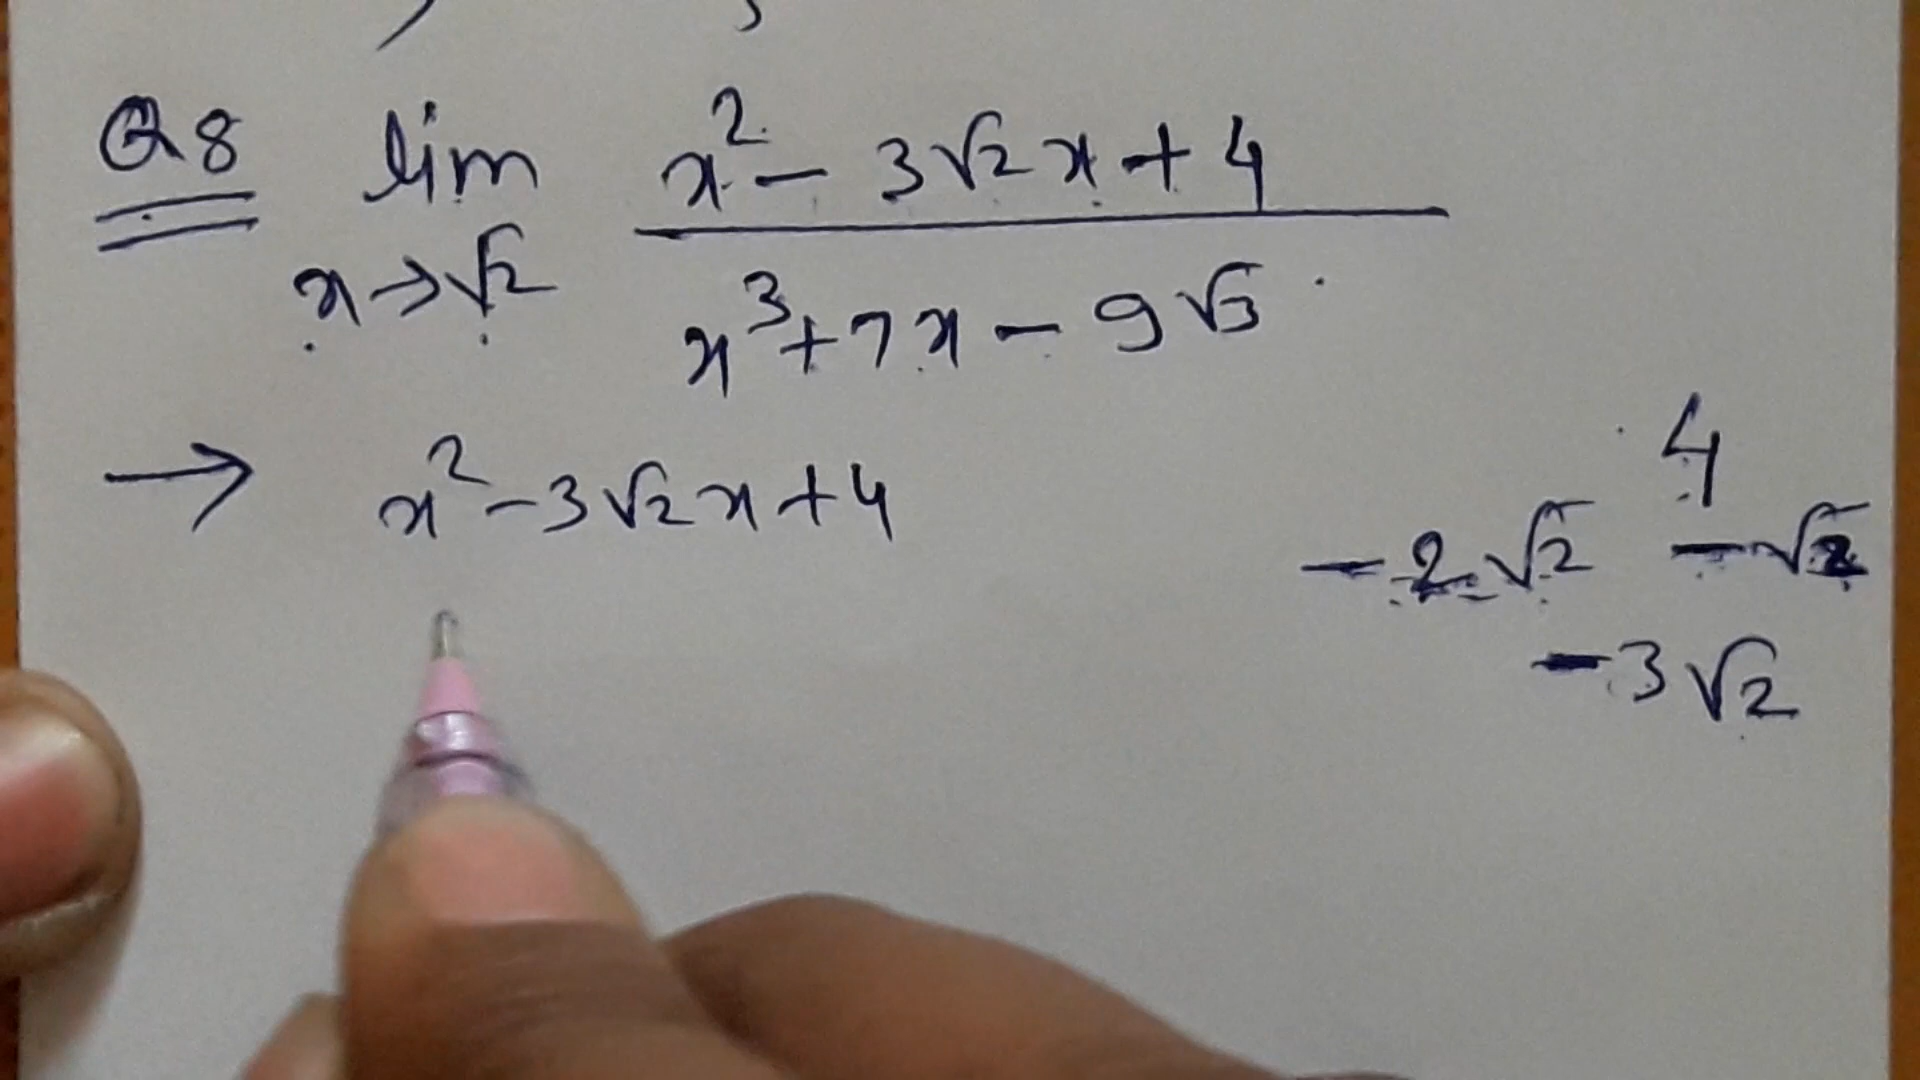 Q8 lim x→√2 (x² - 3√2x + 4) / (x³ + 7x - 9√3)
→ x² - 3√2x + 4
4
-2√2 -√2
-3√2